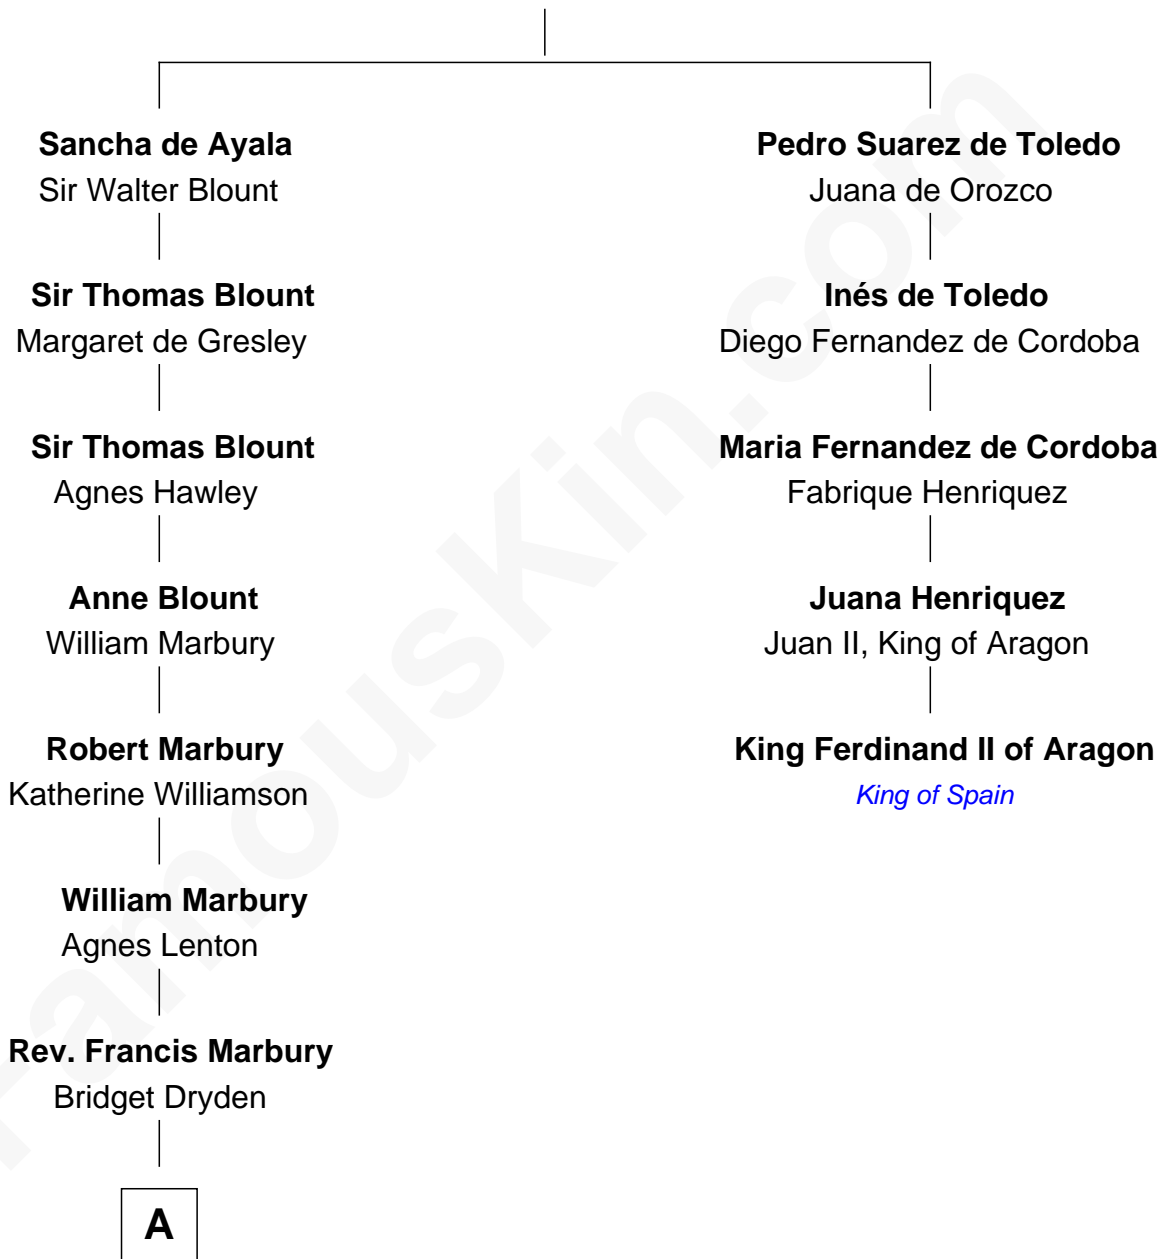 Sancha de Ayala
Sir Walter Blount
Sir Thomas Blount
Margaret de Gresley
Sir Thomas Blount
Agnes Hawley
Anne Blount
William Marbury
Robert Marbury
Katherine Williamson
William Marbury
Agnes Lenton
Rev. Francis Marbury
Bridget Dryden
A
Pedro Suarez de Toledo
Juana de Orozco
Inés de Toledo
Diego Fernandez de Cordoba
Maria Fernandez de Cordoba
Fabrique Henriquez
Juana Henriquez
Juan II, King of Aragon
King Ferdinand II of Aragon
King of Spain
FamousKin.com